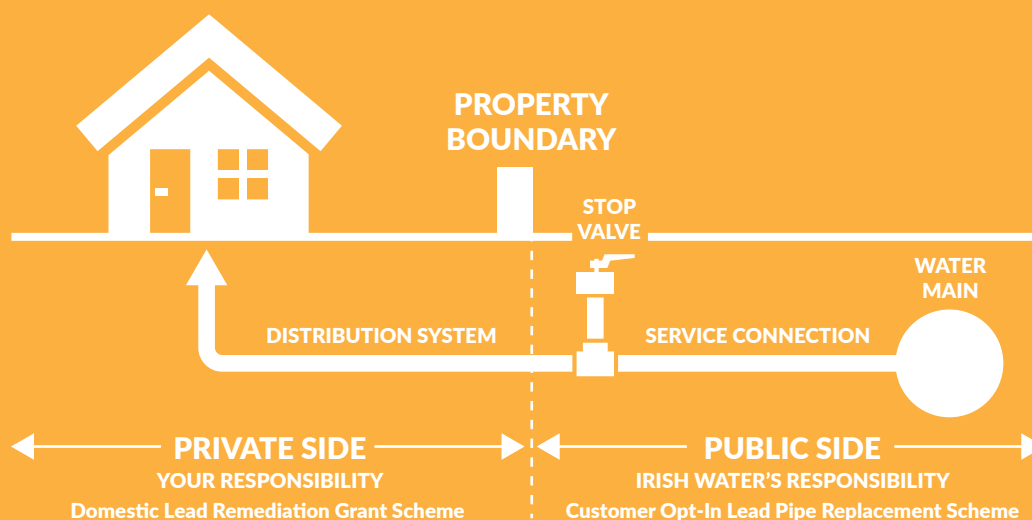 PROPERTY
BOUNDARY
STOP
VALVE
WATER
MAIN
DISTRIBUTION SYSTEM
SERVICE CONNECTION
PRIVATE SIDE
YOUR RESPONSIBILITY
Domestic Lead Remediation Grant Scheme
PUBLIC SIDE
IRISH WATER'S RESPONSIBILITY
Customer Opt-In Lead Pipe Replacement Scheme